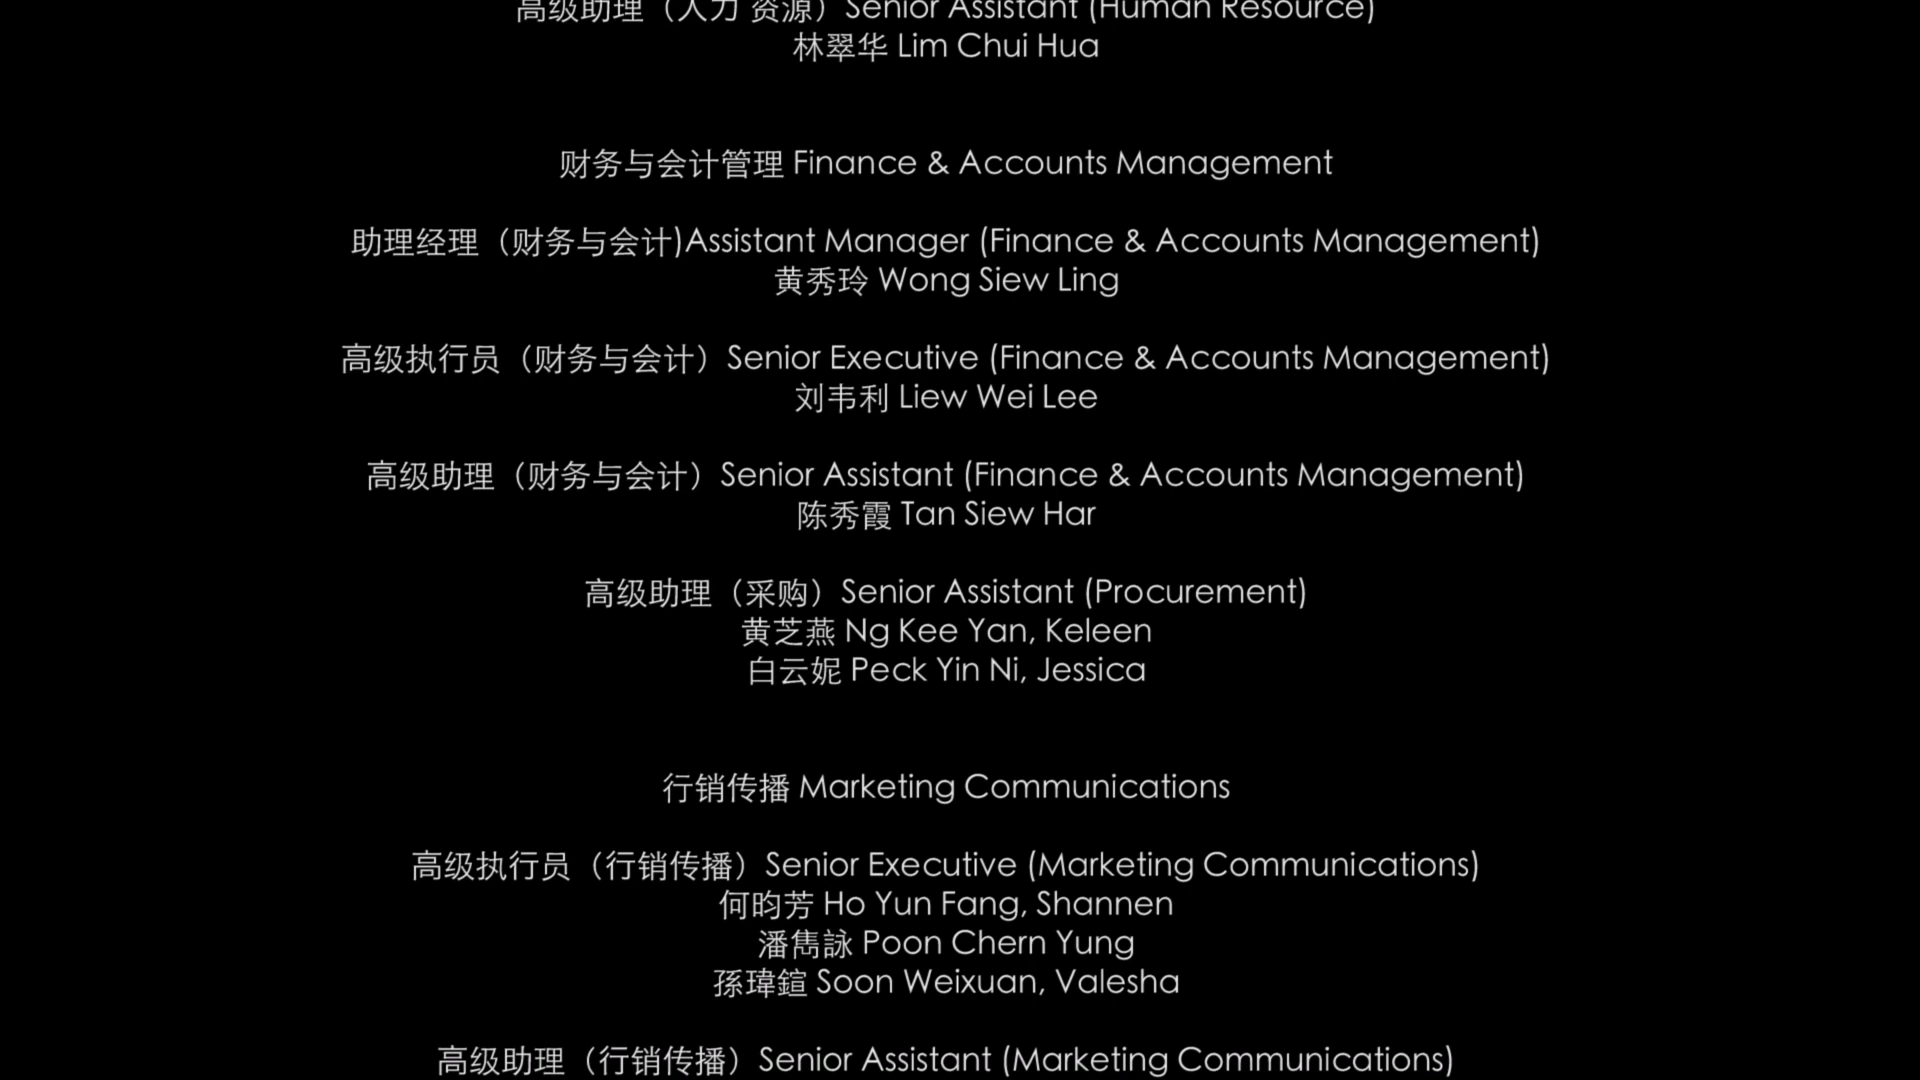 高级助理（人力 资源）Senior Assistant (Human Resource)
林翠华 Lim Chui Hua
财务与会计管理 Finance & Accounts Management
助理经理（财务与会计)Assistant Manager (Finance & Accounts Management)
黄秀玲 Wong Siew Ling
高级执行员（财务与会计）Senior Executive (Finance & Accounts Management)
刘韦利 Liew Wei Lee
高级助理（财务与会计）Senior Assistant (Finance & Accounts Management)
陈秀霞 Tan Siew Har
高级助理（采购）Senior Assistant (Procurement)
黄芝燕 Ng Kee Yan, Keleen
白云妮 Peck Yin Ni, Jessica
行销传播 Marketing Communications
高级执行员（行销传播）Senior Executive (Marketing Communications)
何昀芳 Ho Yun Fang, Shannen
潘雋詠 Poon Chern Yung
孫瑋鍹 Soon Weixuan, Valesha
高级助理（行销传播）Senior Assistant (Marketing Communications)